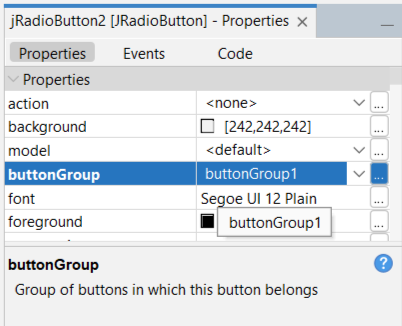 jRadioButton2 [JRadioButton] - Properties
Properties Events Code
Properties
action <none> ...
background [242,242,242] ...
model <default> ...
buttonGroup buttonGroup1 ...
font Segoe UI 12 Plain ...
foreground buttonGroup1 ...
buttonGroup ?
Group of buttons in which this button belongs